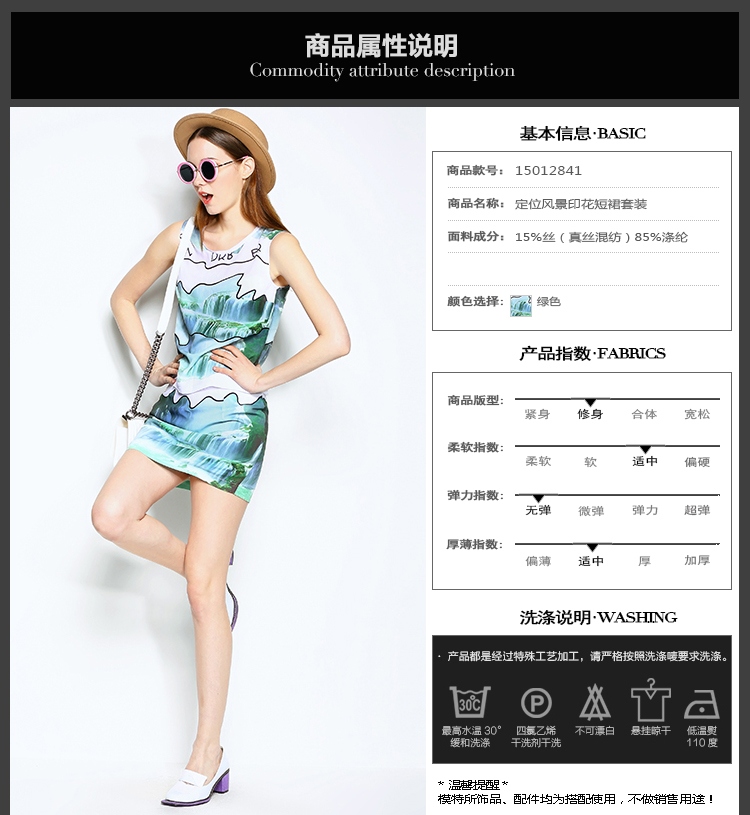 商品属性说明
Commodity attribute description
基本信息·BASIC
商品款号： 15012841
商品名称： 定位风景印花短裙套装
面料成分： 15%丝（真丝混纺）85%涤纶
颜色选择： 绿色
产品指数·FABRICS
商品版型：
紧身 修身 合体 宽松
柔软指数：
柔软 软 适中 偏硬
弹力指数：
无弹 微弹 弹力 超弹
厚薄指数：
偏薄 适中 厚 加厚
洗涤说明·WASHING
· 产品都是经过特殊工艺加工，请严格按照洗涤唛要求洗涤。
30℃ P
最高水温 30° 四氯乙烯 不可漂白 悬挂晾干 低温熨
缓和洗涤 干洗剂干洗 110 度
* 温馨提醒*
模特所饰品、配件均为搭配使用，不做销售用途！